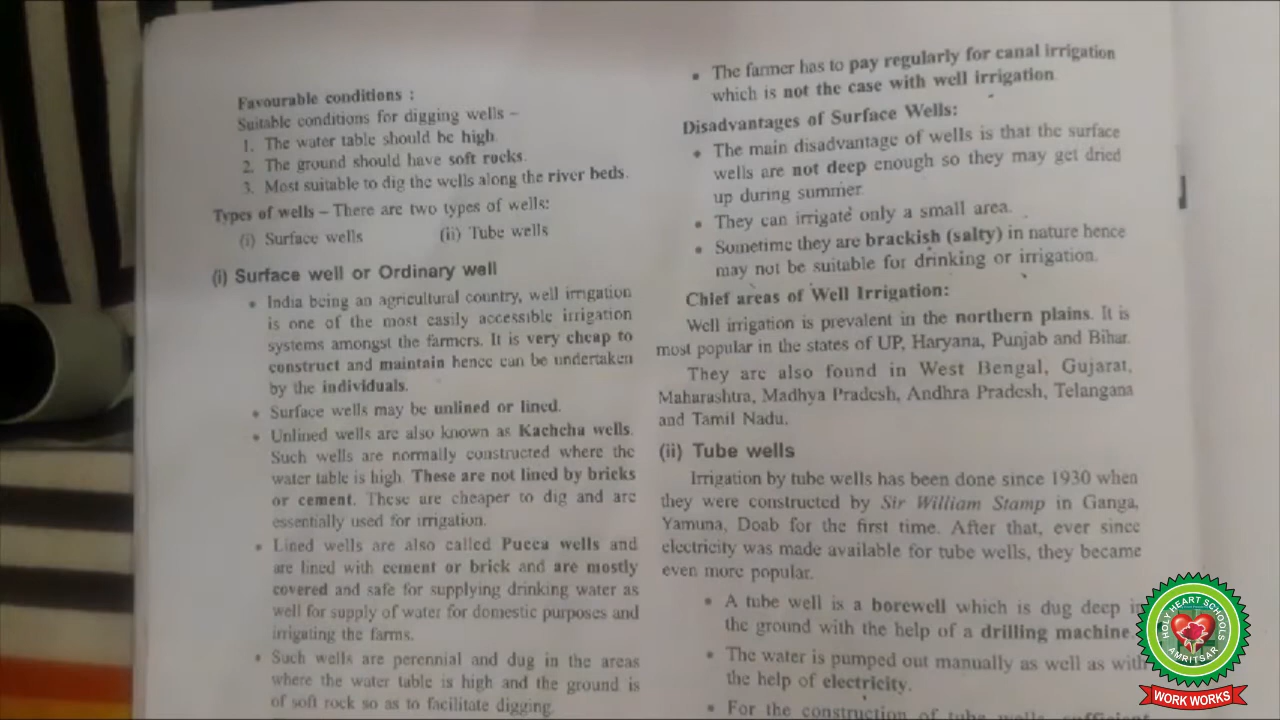 Favourable conditions :
Suitable conditions for digging wells –
1. The water table should be high.
2. The ground should have soft rocks.
3. Most suitable to dig the wells along the river beds.
Types of wells – There are two types of wells:
(i) Surface wells (ii) Tube wells
(i) Surface well or Ordinary well
• India being an agricultural country, well irrigation
is one of the most easily accessible irrigation
systems amongst the farmers. It is very cheap to
construct and maintain hence can be undertaken
by the individuals.
• Surface wells may be unlined or lined.
• Unlined wells are also known as Kachcha wells.
Such wells are normally constructed where the
water table is high. These are not lined by bricks
or cement. These are cheaper to dig and are
essentially used for irrigation.
• Lined wells are also called Pucca wells and
are lined with cement or brick and are mostly
covered and safe for supplying drinking water as
well for supply of water for domestic purposes and
irrigating the farms.
• Such wells are perennial and dug in the areas
where the water table is high and the ground is
of soft rock so as to facilitate digging.
• The farmer has to pay regularly for canal irrigation
which is not the case with well irrigation.
Disadvantages of Surface Wells:
• The main disadvantage of wells is that the surface
wells are not deep enough so they may get dried
up during summer.
• They can irrigate only a small area.
• Sometime they are brackish (salty) in nature hence
may not be suitable for drinking or irrigation.
Chief areas of Well Irrigation:
Well irrigation is prevalent in the northern plains. It is
most popular in the states of UP, Haryana, Punjab and Bihar.
They are also found in West Bengal, Gujarat,
Maharashtra, Madhya Pradesh, Andhra Pradesh, Telangana
and Tamil Nadu.
(ii) Tube wells
Irrigation by tube wells has been done since 1930 when
they were constructed by Sir William Stamp in Ganga,
Yamuna, Doab for the first time. After that, ever since
electricity was made available for tube wells, they became
even more popular.
• A tube well is a borewell which is dug deep
the ground with the help of a drilling machine.
• The water is pumped out manually as well as with
the help of electricity.
• For the construction of tube wells, sufficient
HOLY HEART SCHOOLS
AMRITSAR
WORK WORKS